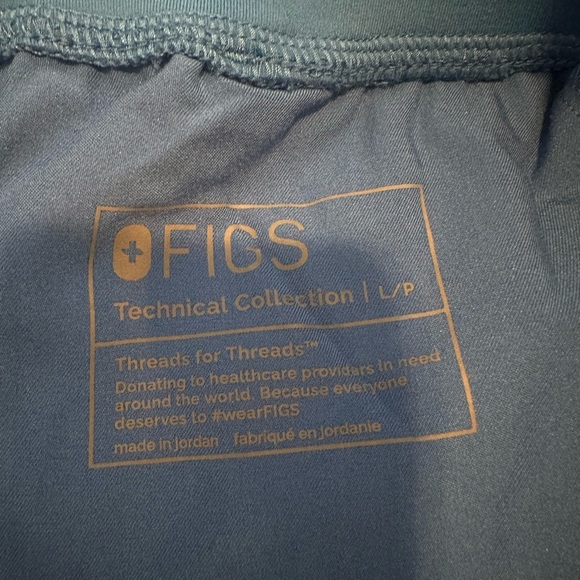 FIGS
Technical Collection | L/P
Threads for Threads™
Donating to healthcare providers in need
around the world. Because everyone
deserves to #wearFIGS
made in jordan fabriqué en jordanie